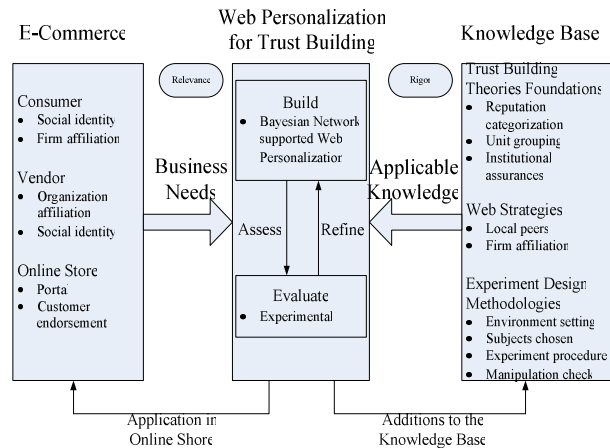 E-Commerce
Consumer
• Social identity
• Firm affiliation
Vendor
• Organization
affiliation
• Social identity
Online Store
• Portal
• Customer
endorsement
Relevance
Business
Needs
Web Personalization
for Trust Building
Build
• Bayesian Network
supported Web
Personalization
Assess
Refine
Evaluate
• Experimental
Rigor
Applicable
Knowledge
Knowledge Base
Trust Building
Theories Foundations
• Reputation
categorization
• Unit grouping
• Institutional
assurances
Web Strategies
• Local peers
• Firm affiliation
Experiment Design
Methodologies
• Environment setting
• Subjects chosen
• Experiment procedure
• Manipulation check
Application in
Online Shore
Additions to the
Knowledge Base